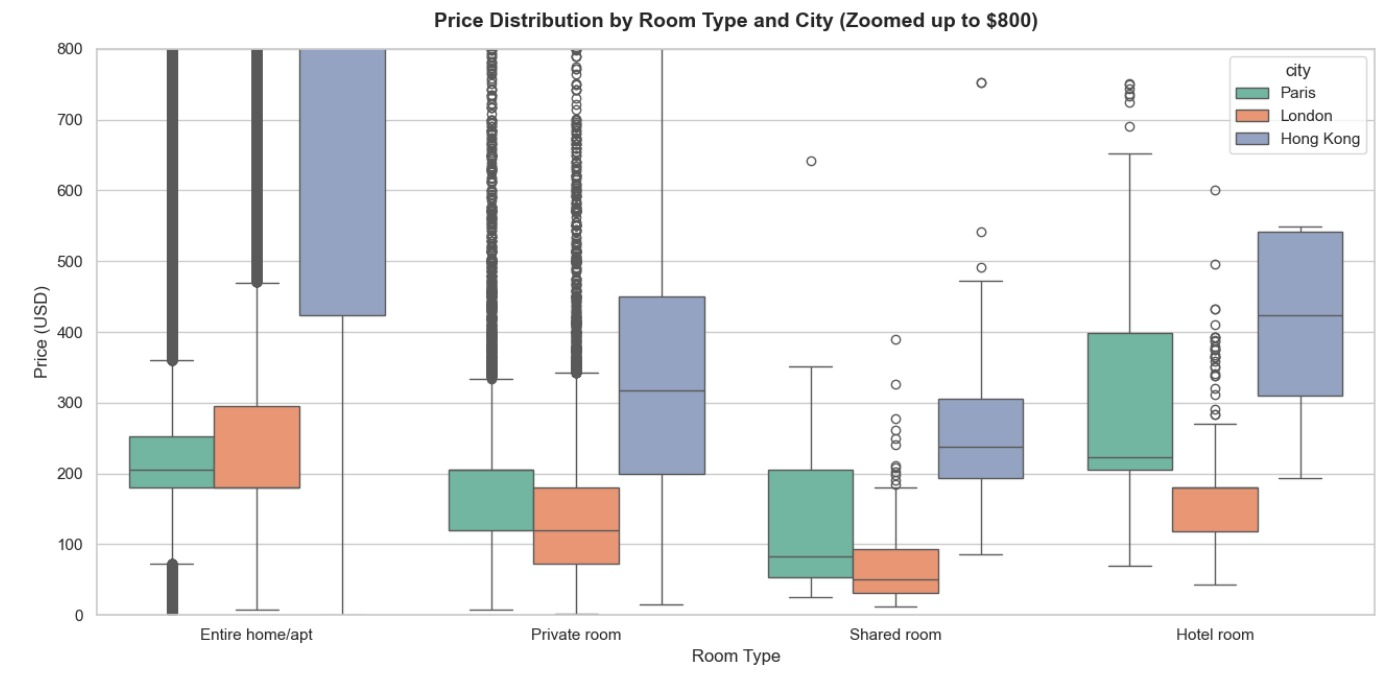 Price Distribution by Room Type and City (Zoomed up to $800)
800
700
600
500
400
300
200
100
0
Price (USD)
city
Paris
London
Hong Kong
Entire home/apt
Private room
Shared room
Hotel room
Room Type